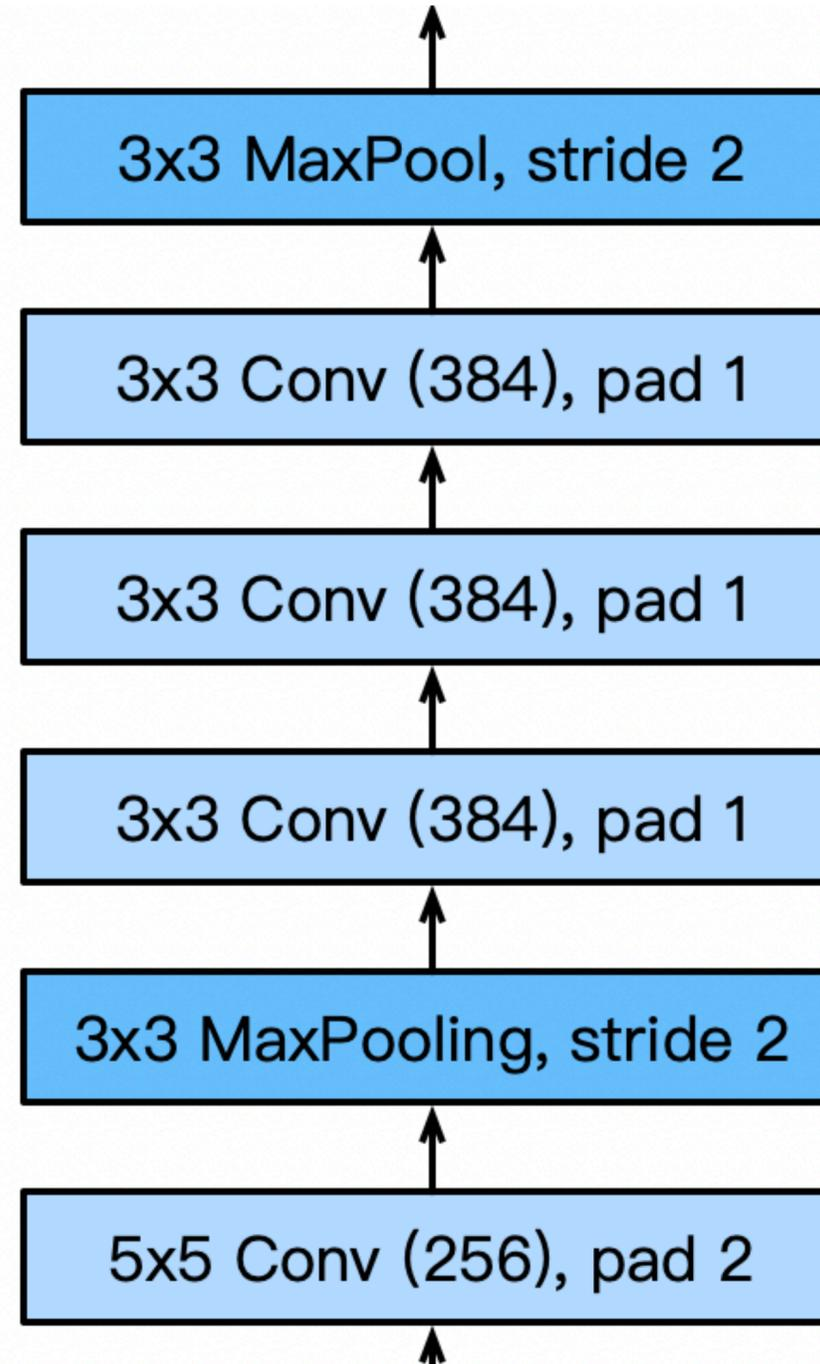 3x3 MaxPool, stride 2
3x3 Conv (384), pad 1
3x3 Conv (384), pad 1
3x3 Conv (384), pad 1
3x3 MaxPooling, stride 2
5x5 Conv (256), pad 2